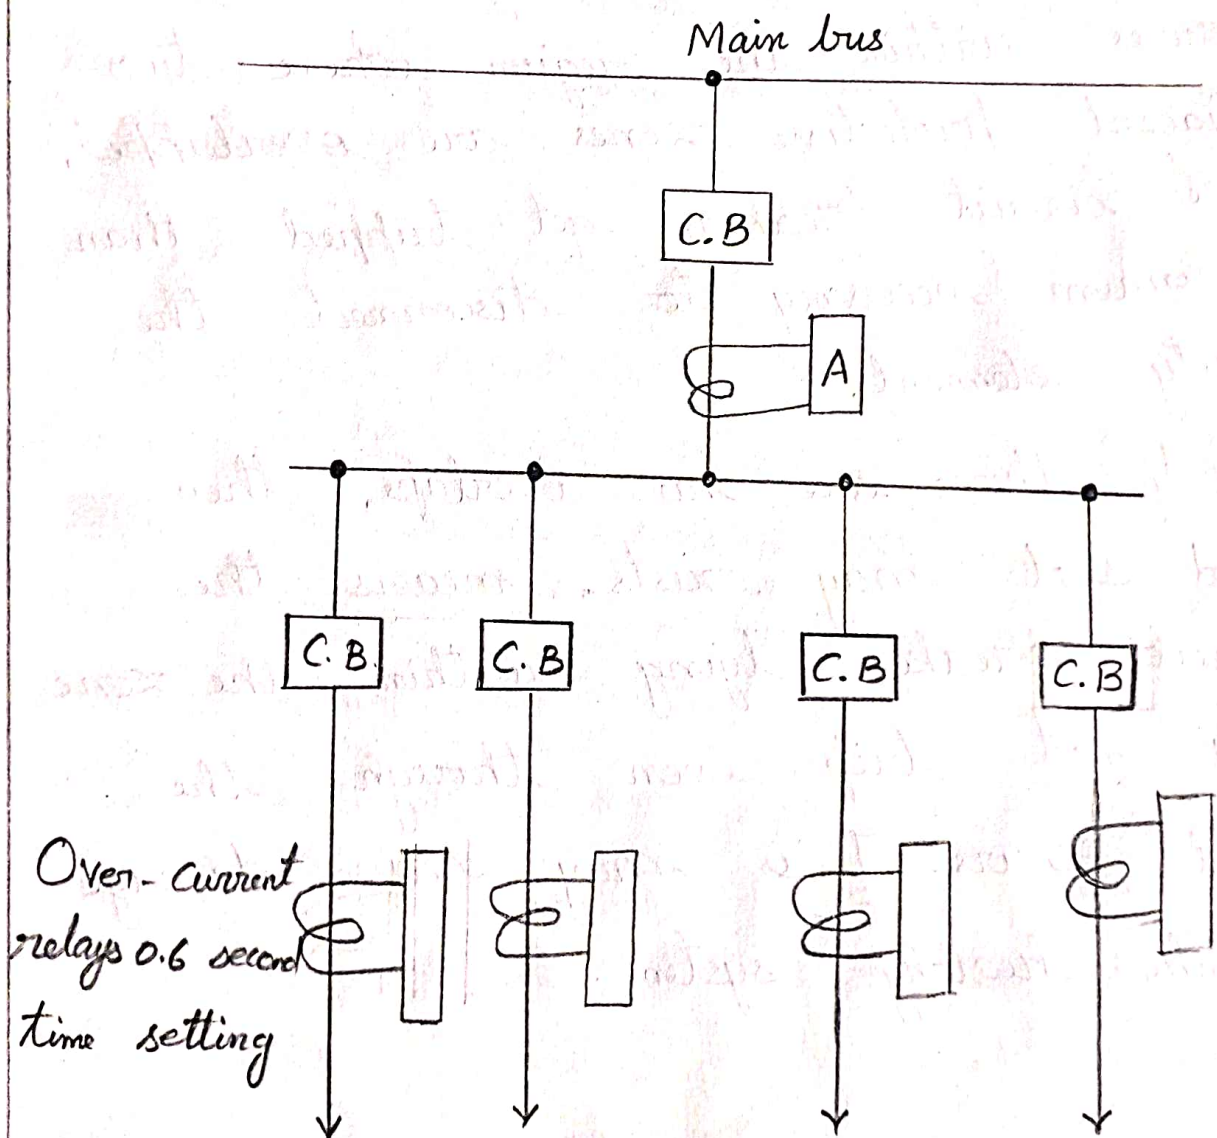 Main bus
C.B
A
C.B.
C.B
C.B
C.B
Over-current
relays 0.6 second
time setting